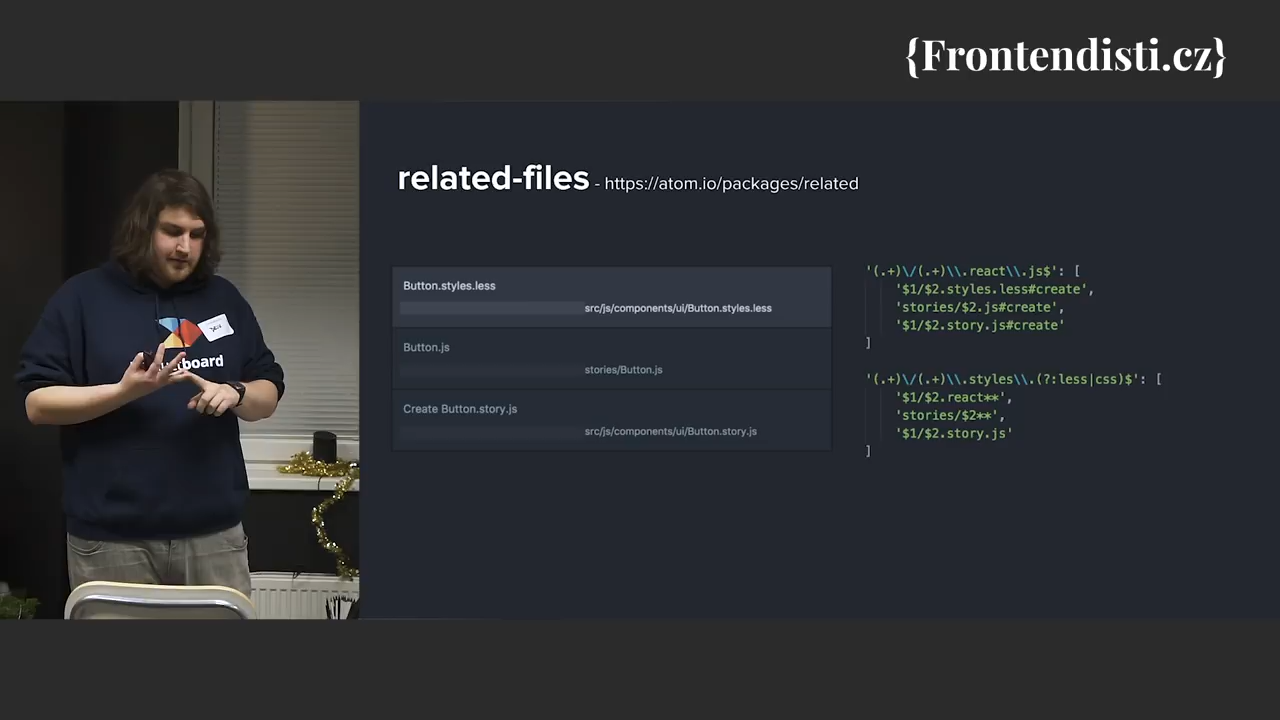 {Frontendisti.cz}
related-files - https://atom.io/packages/related
Button.styles.less
src/js/components/ui/Button.styles.less
Button.js
stories/Button.js
Create Button.story.js
src/js/components/ui/Button.story.js
'(.+)\/(.+)\\.react\\.js$': [
'$1/$2.styles.less#create',
'stories/$2.js#create',
'$1/$2.story.js#create'
]
'(.+)\/(.+)\\.styles\\.(?:less|css)$': [
'$1/$2.react**',
'stories/$2**',
'$1/$2.story.js'
]